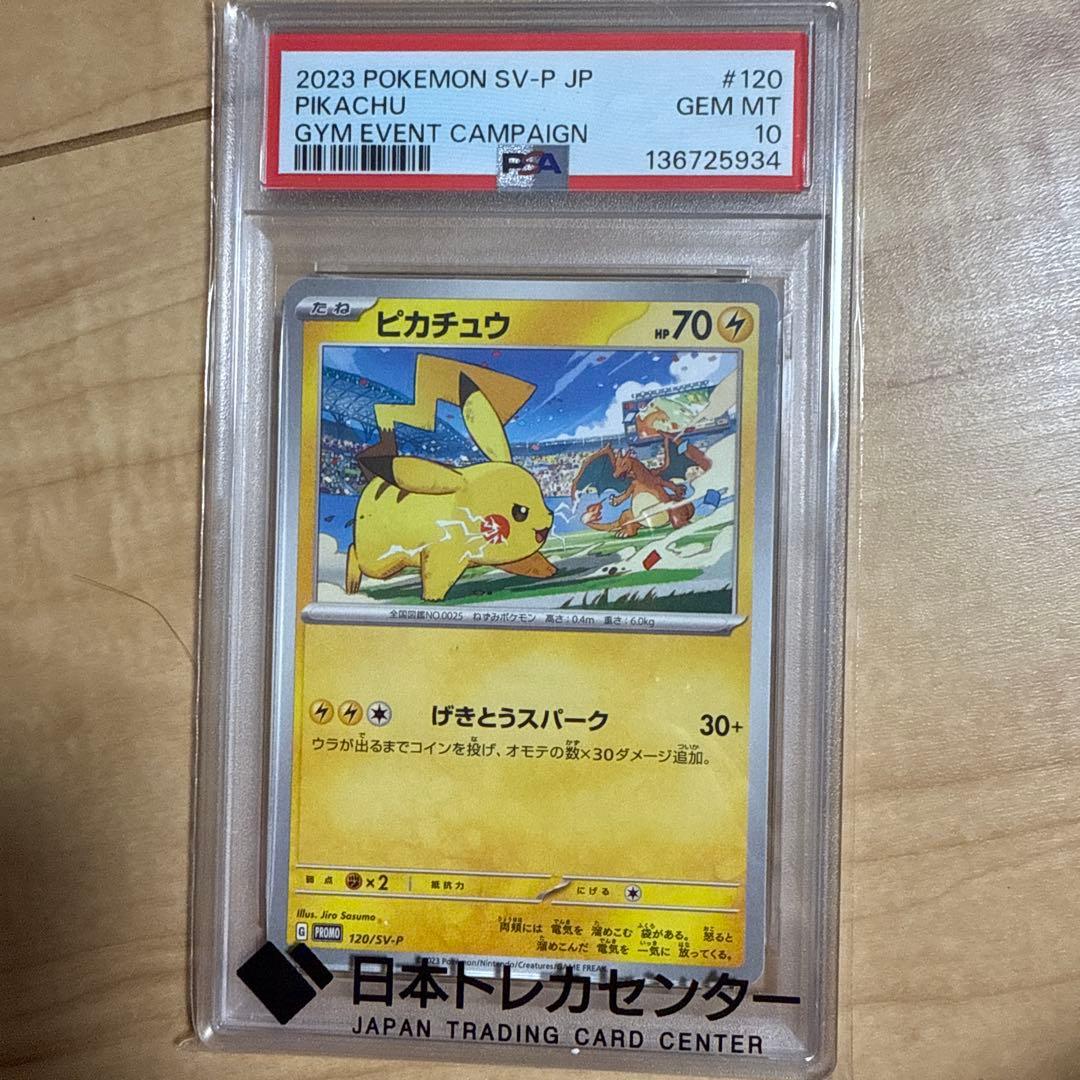 2023 POKEMON SV-P JP #120
PIKACHU GEM MT
GYM EVENT CAMPAIGN 10
PSA 136725934
たね ピカチュウ HP70
全国図鑑NO.0025 ねずみポケモン 高さ:0.4m 重さ:6.0kg
げきとうスパーク 30+
ウラが出るまでコインを投げ、オモテの数×30ダメージ追加。
弱点 ×2 抵抗力 にげる
Illus. Jiro Sasumo
両頬には 電気を 溜めこむ 袋がある。 怒ると
溜めこんだ 電気を 一気に 放ってくる。
G PROMO 120/SV-P
©2023 Pokémon/Nintendo/Creatures/GAME FREAK
日本トレカセンター
JAPAN TRADING CARD CENTER